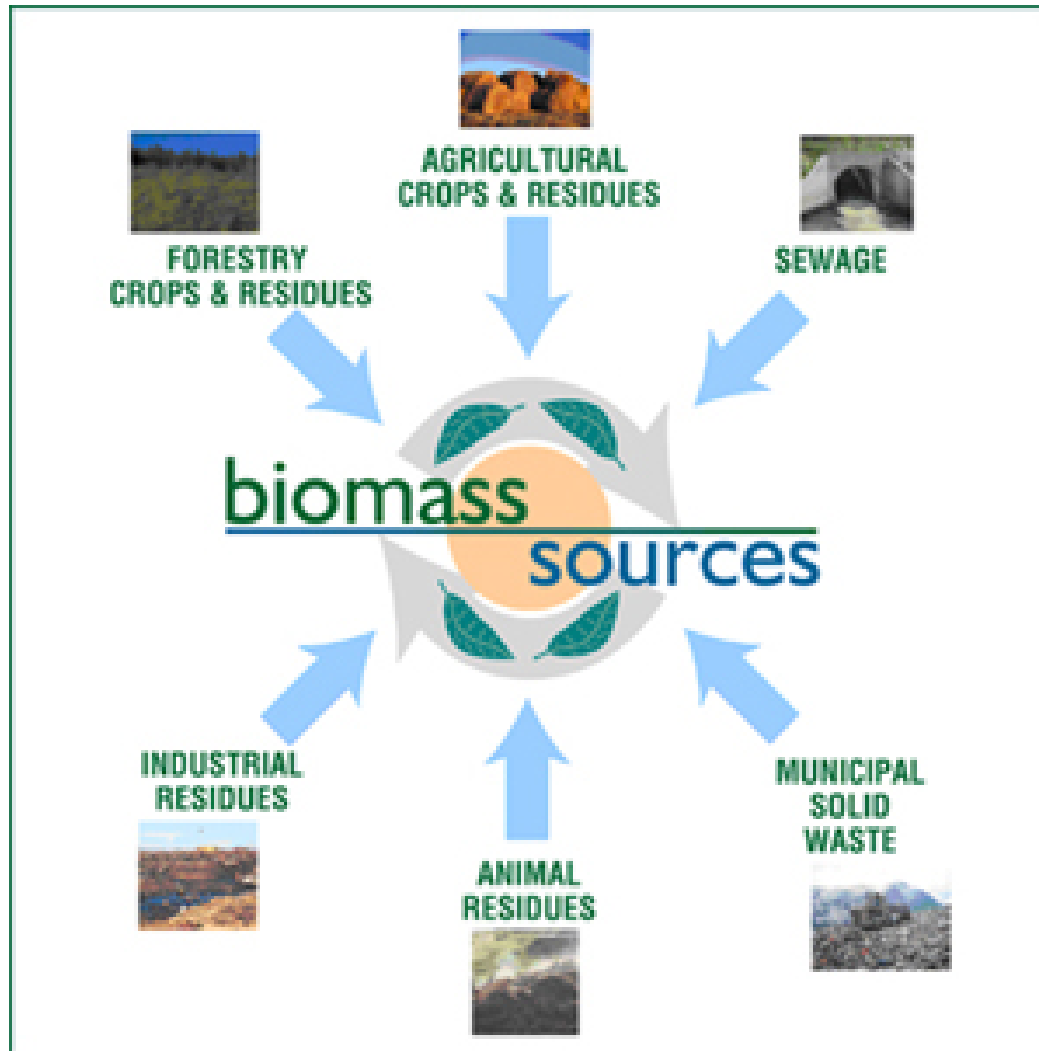 AGRICULTURAL
CROPS & RESIDUES
FORESTRY
CROPS & RESIDUES
SEWAGE
biomass
sources
INDUSTRIAL
RESIDUES
ANIMAL
RESIDUES
MUNICIPAL
SOLID
WASTE